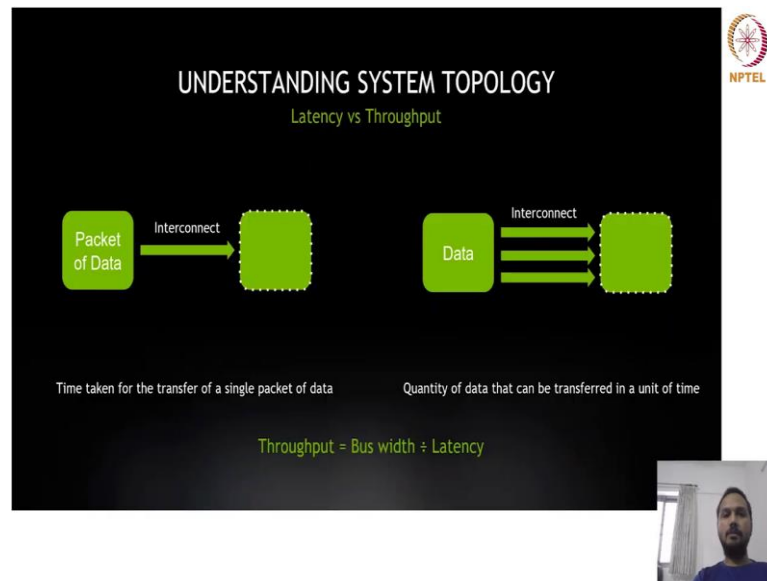 UNDERSTANDING SYSTEM TOPOLOGY
Latency vs Throughput
NPTEL
Packet
of Data
Interconnect
Data
Interconnect
Time taken for the transfer of a single packet of data
Quantity of data that can be transferred in a unit of time
Throughput = Bus width ÷ Latency